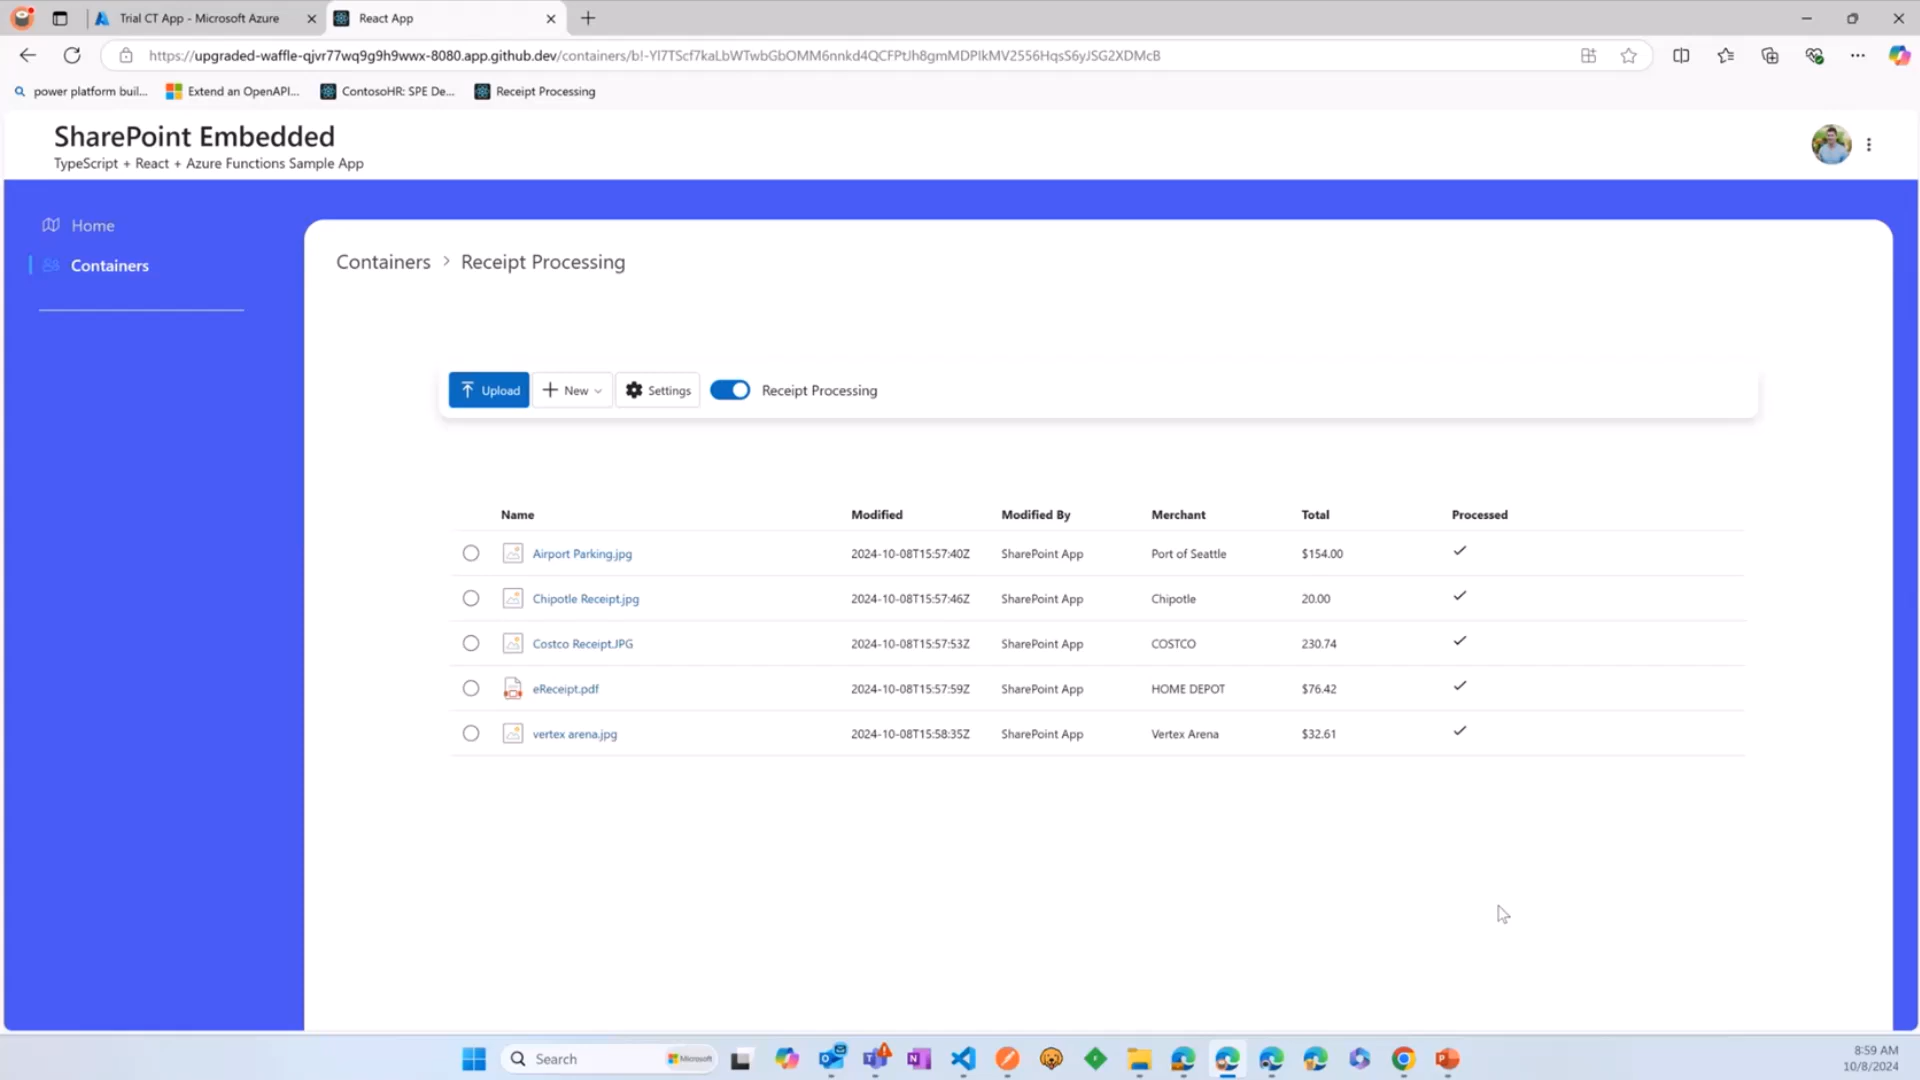 Trial CT App - Microsoft Azure
React App
https://upgraded-waffle-qjvr77wq9g9h9wwx-8080.app.github.dev/containers/b!-Yl7TScf7kaLbWTwbGbOMM6nnkd4QCFPtJh8gmMDPIkMV2556HqsS6yJSG2XDMcB
power platform buil...
Extend an OpenAPI...
ContosoHR: SPE De...
Receipt Processing
SharePoint Embedded
TypeScript + React + Azure Functions Sample App
Home
Containers
Containers > Receipt Processing
Upload
New
Settings
Receipt Processing
Name Modified Modified By Merchant Total Processed
Airport Parking.jpg 2024-10-08T15:57:40Z SharePoint App Port of Seattle $154.00
Chipotle Receipt.jpg 2024-10-08T15:57:46Z SharePoint App Chipotle 20.00
Costco Receipt.JPG 2024-10-08T15:57:53Z SharePoint App COSTCO 230.74
eReceipt.pdf 2024-10-08T15:57:59Z SharePoint App HOME DEPOT $76.42
vertex arena.jpg 2024-10-08T15:58:35Z SharePoint App Vertex Arena $32.61
Search
Microsoft
8:59 AM
10/8/2024